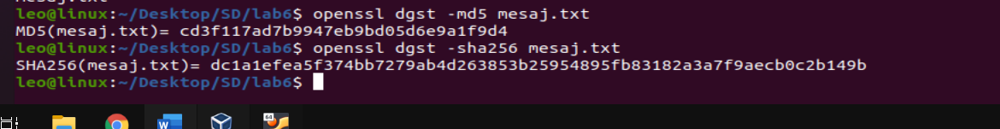 leo@linux:~/Desktop/SD/lab6$ openssl dgst -md5 mesaj.txt
MD5(mesaj.txt)= cd3f117ad7b9947eb9bd05d6e9a1f9d4
leo@linux:~/Desktop/SD/lab6$ openssl dgst -sha256 mesaj.txt
SHA256(mesaj.txt)= dc1a1efea5f374bb7279ab4d263853b25954895fb83182a3a7f9aecb0c2b149b
leo@linux:~/Desktop/SD/lab6$
W
64